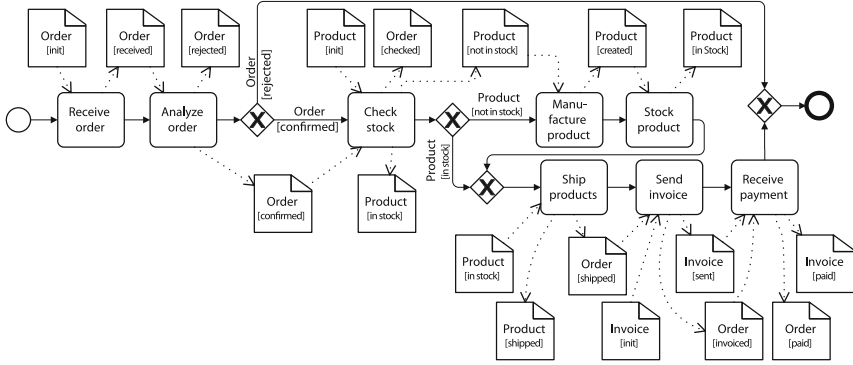 Order
[init]
Order
[received]
Order
[rejected]
Order
[rejected]
Product
[init]
Order
[checked]
Product
[not in stock]
Product
[created]
Product
[in Stock]
Receive
order
Analyze
order
X
Order
[confirmed]
Check
stock
X
Product
[not in stock]
Manu-
facture
product
Stock
product
X
Product
[in stock]
Order
[confirmed]
Product
[in stock]
X
Ship
products
Send
invoice
Receive
payment
Product
[in stock]
Order
[shipped]
Invoice
[sent]
Invoice
[paid]
Product
[shipped]
Invoice
[init]
Order
[invoiced]
Order
[paid]